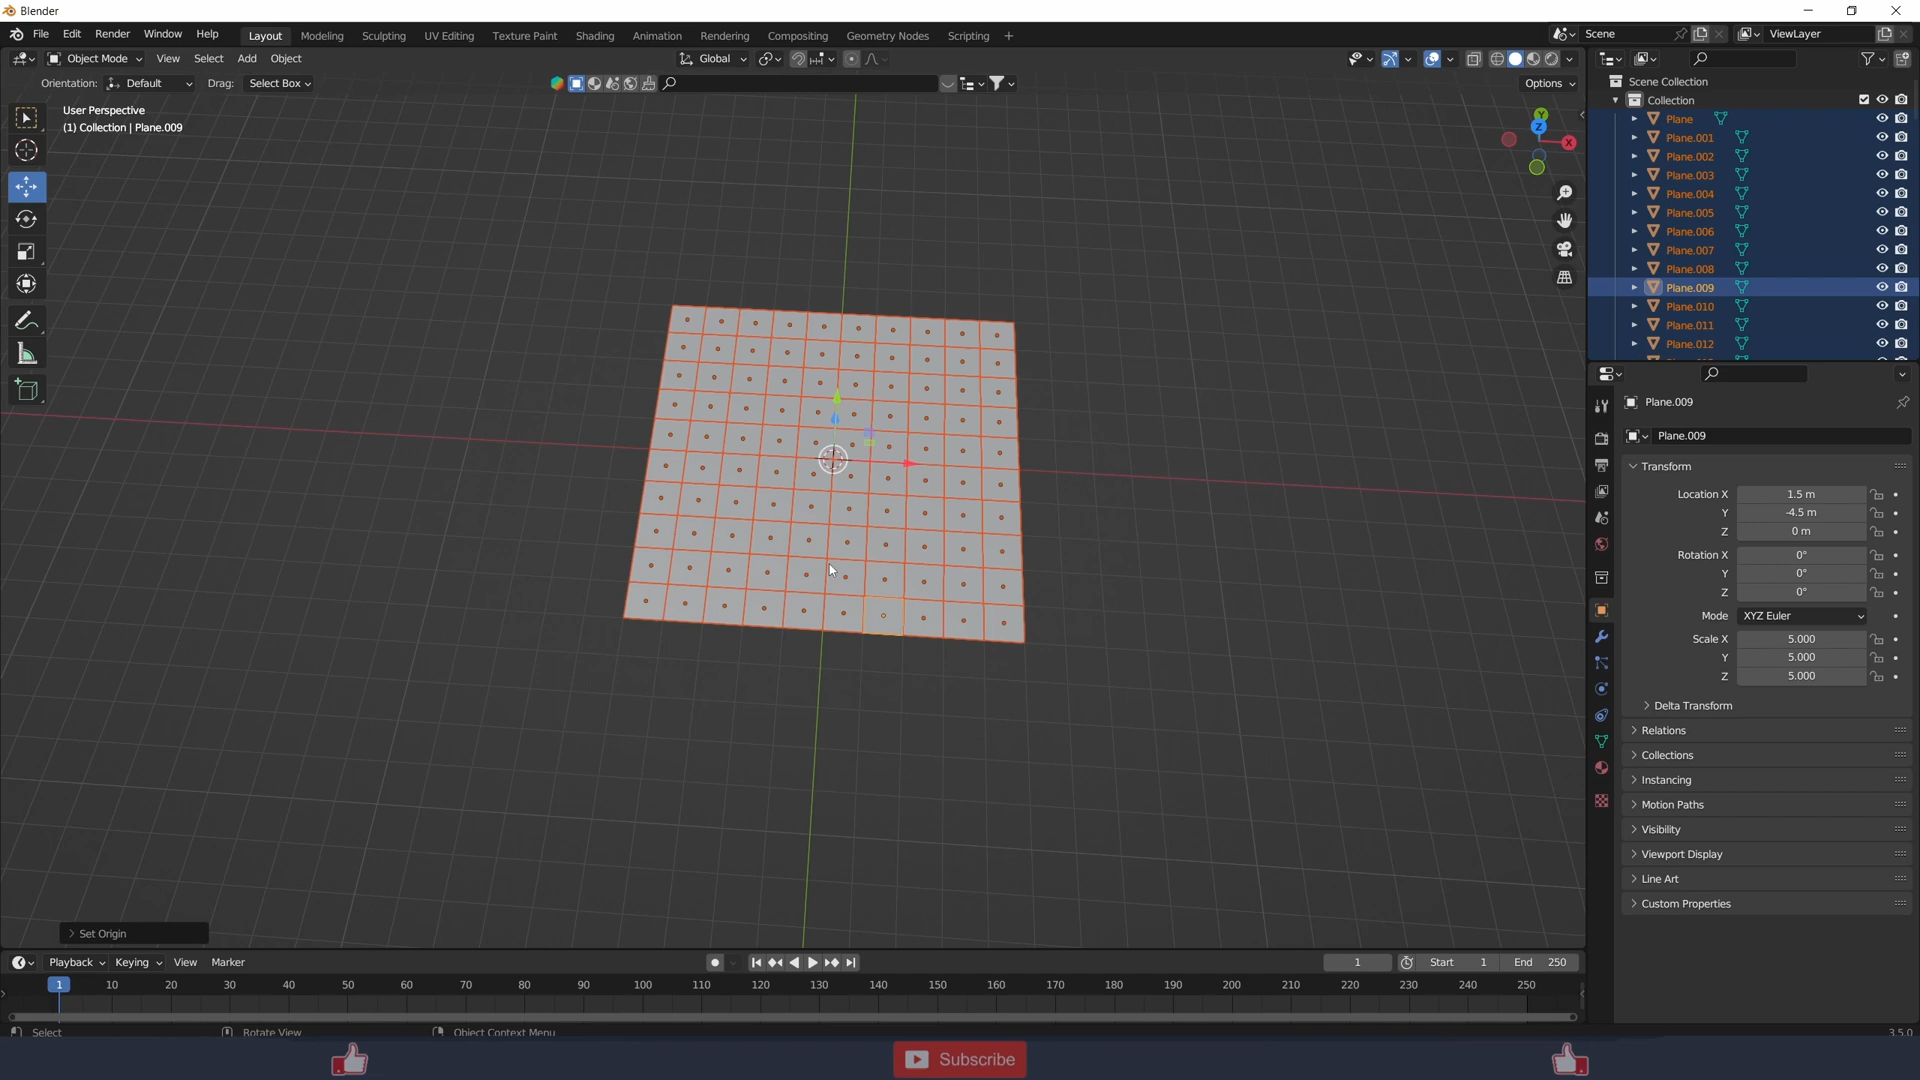 Blender
File Edit Render Window Help Layout Modeling Sculpting UV Editing Texture Paint Shading Animation Rendering Compositing Geometry Nodes Scripting + Scene ViewLayer
Object Mode View Select Add Object Global
Orientation: Default Drag: Select Box Options
User Perspective
(1) Collection | Plane.009
Y
Z
X
Scene Collection
Collection
Plane
Plane.001
Plane.002
Plane.003
Plane.004
Plane.005
Plane.006
Plane.007
Plane.008
Plane.009
Plane.010
Plane.011
Plane.012
Plane.009
Plane.009
Transform
Location X 1.5 m
Y -4.5 m
Z 0 m
Rotation X 0°
Y 0°
Z 0°
Mode XYZ Euler
Scale X 5.000
Y 5.000
Z 5.000
Delta Transform
Relations
Collections
Instancing
Motion Paths
Visibility
Viewport Display
Line Art
Custom Properties
Set Origin
Playback Keying View Marker 1 Start 1 End 250
1 10 20 30 40 50 60 70 80 90 100 110 120 130 140 150 160 170 180 190 200 210 220 230 240 250
Select Rotate View Object Context Menu 3.5.0
Subscribe